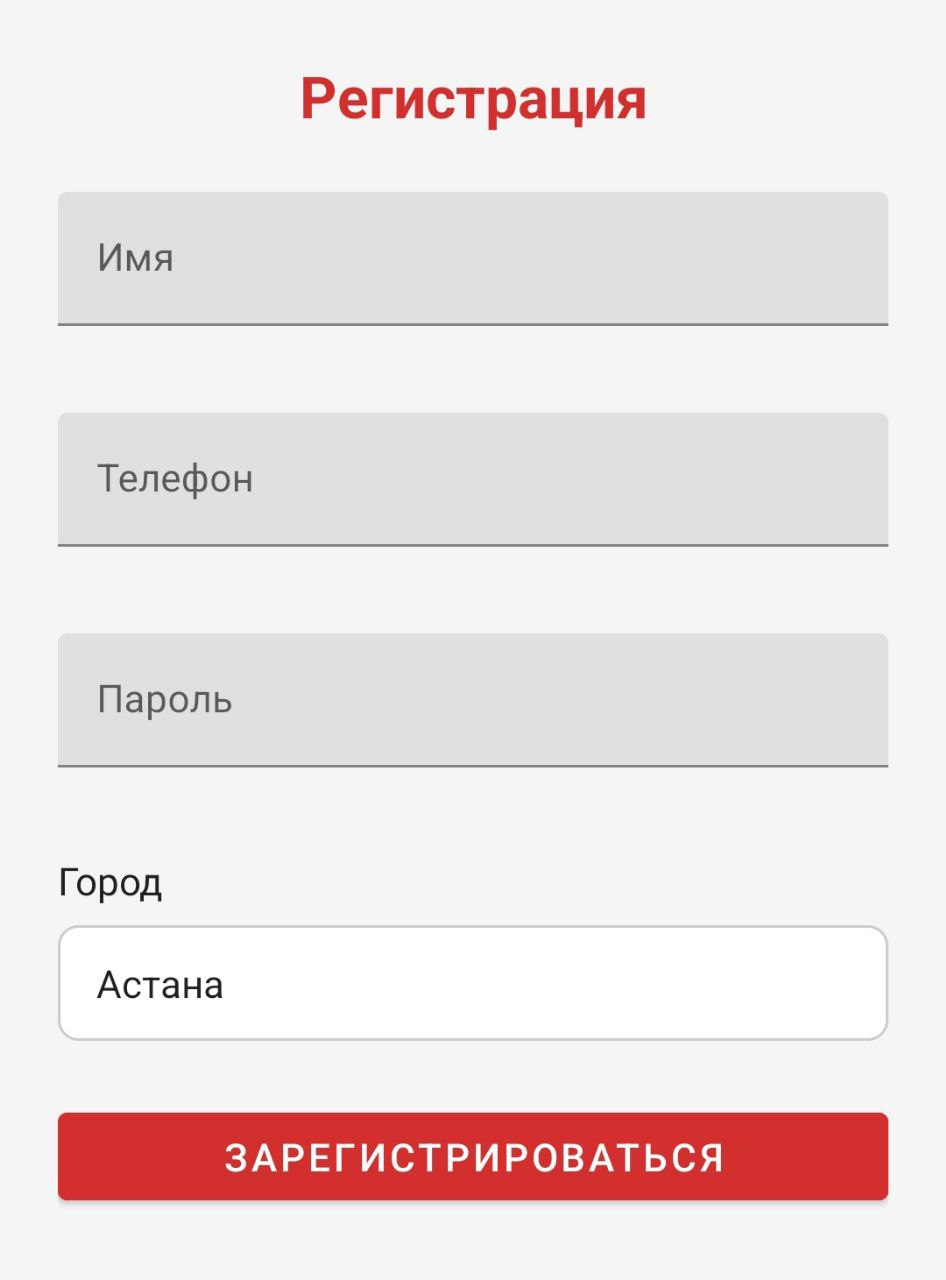 Регистрация
Имя
Телефон
Пароль
Город
Астана
ЗАРЕГИСТРИРОВАТЬСЯ